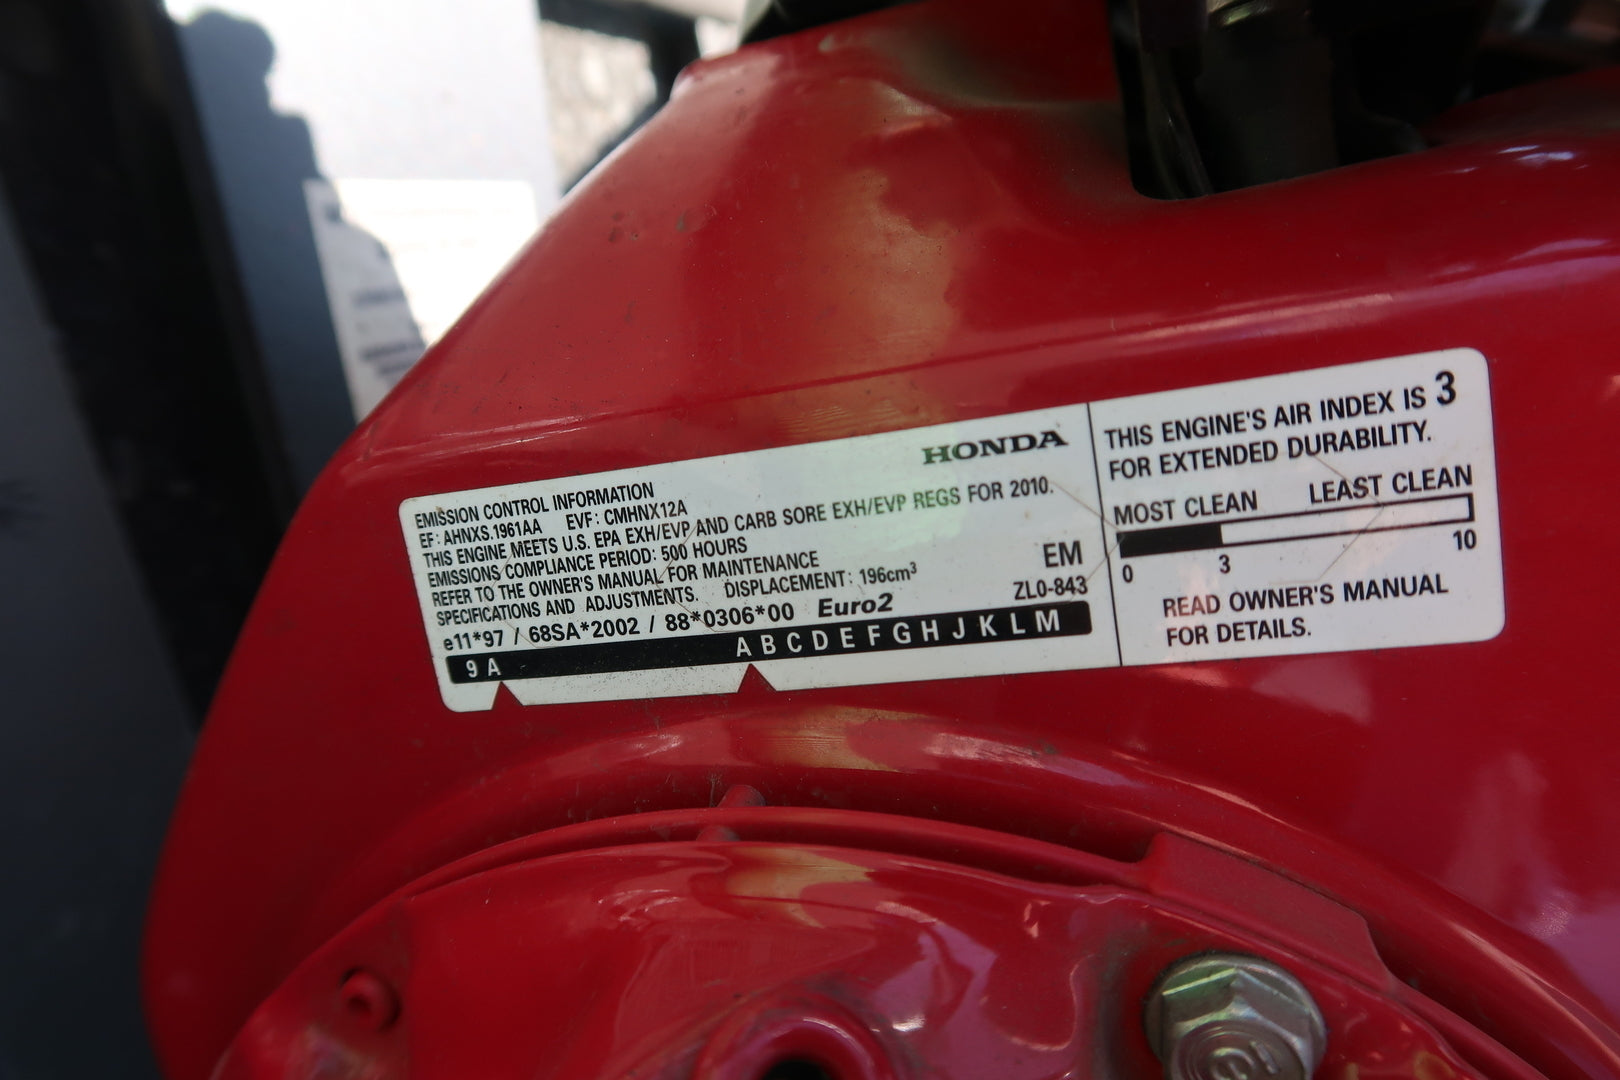 HONDA
EMISSION CONTROL INFORMATION
EF: AHNXS.1961AA EVF: CMHNX12A
THIS ENGINE MEETS U.S. EPA EXH/EVP AND CARB SORE EXH/EVP REGS FOR 2010.
EMISSIONS COMPLIANCE PERIOD: 500 HOURS
REFER TO THE OWNER'S MANUAL FOR MAINTENANCE
SPECIFICATIONS AND ADJUSTMENTS. DISPLACEMENT: 196cm³
EM
ZL0-843
e11*97 / 68SA*2002 / 88*0306*00 Euro2
9 A A B C D E F G H J K L M
THIS ENGINE'S AIR INDEX IS 3
FOR EXTENDED DURABILITY.
MOST CLEAN LEAST CLEAN
0 3 10
READ OWNER'S MANUAL
FOR DETAILS.